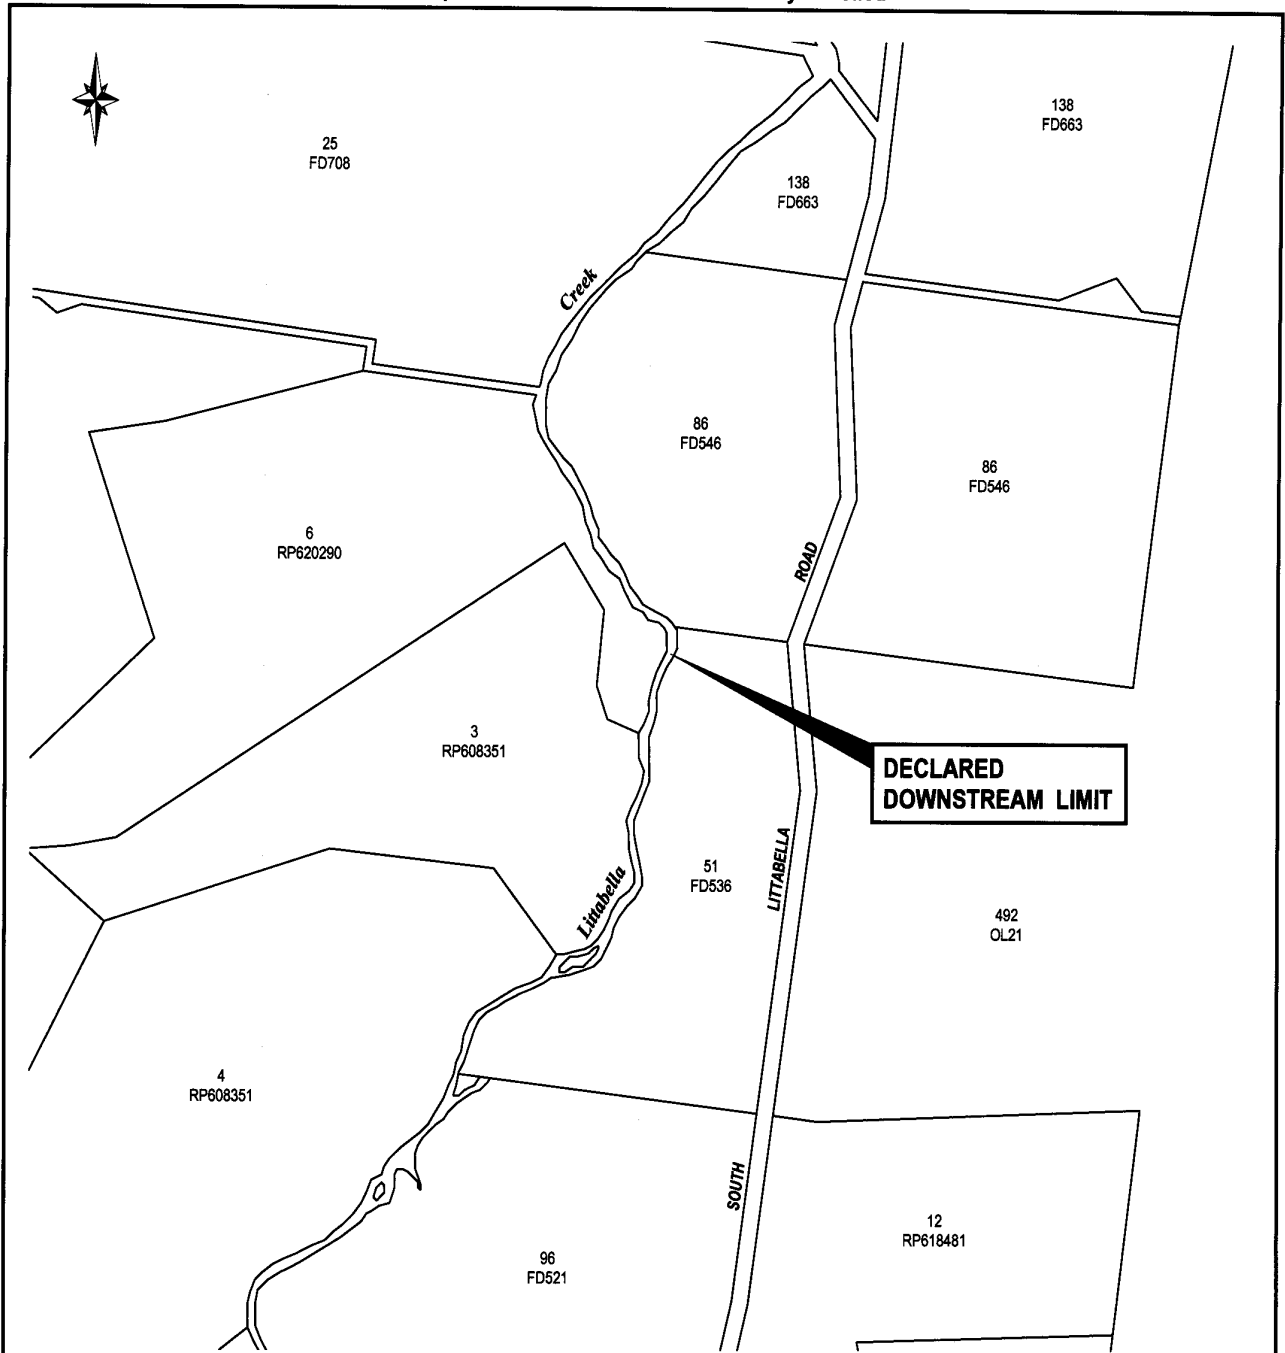 138
FD663
25
FD708
138
FD663
Creek
86
FD546
86
FD546
6
RP620290
ROAD
3
RP608351
DECLARED
DOWNSTREAM LIMIT
51
FD536
LITTABELLA
Littabella
492
OL21
4
RP608351
SOUTH
12
RP618481
96
FD521